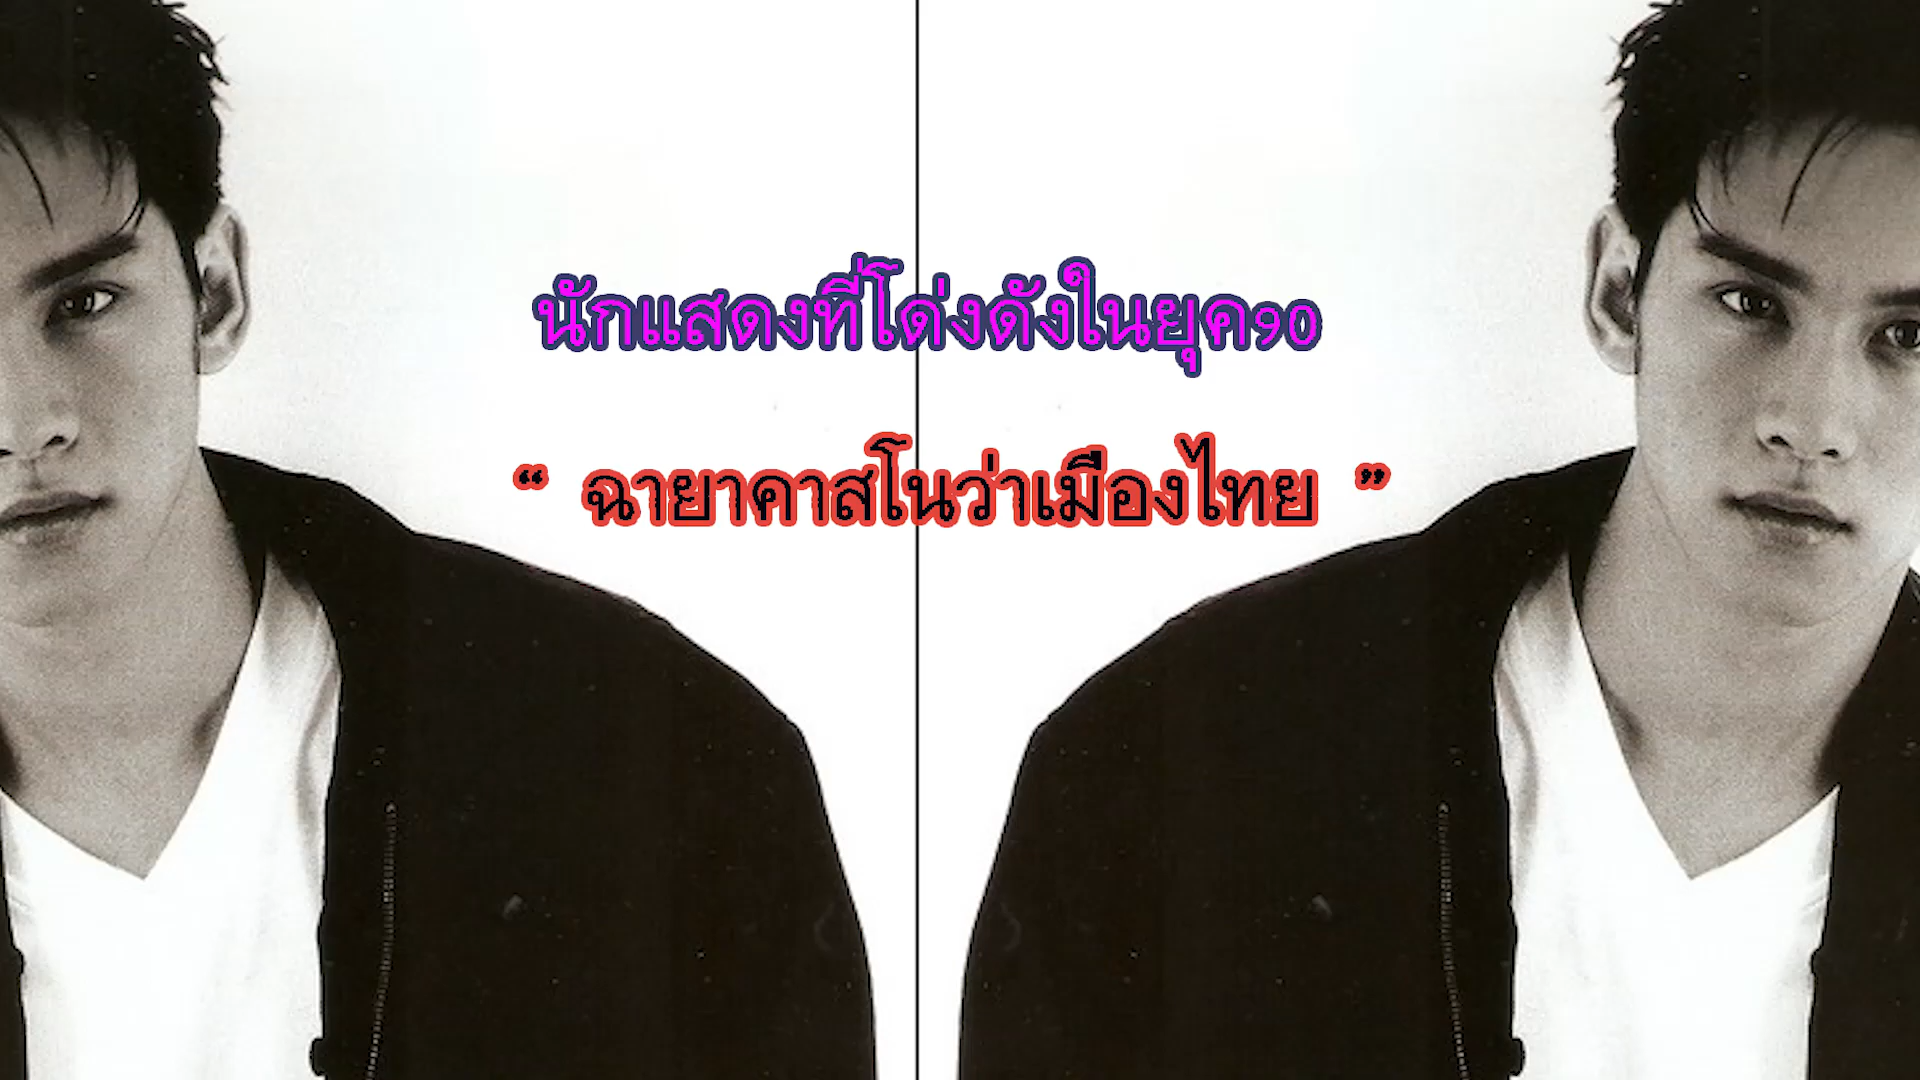 นักแสดงที่โด่งดังในยุค90
“ ฉายาคาสโนว่าเมืองไทย ”